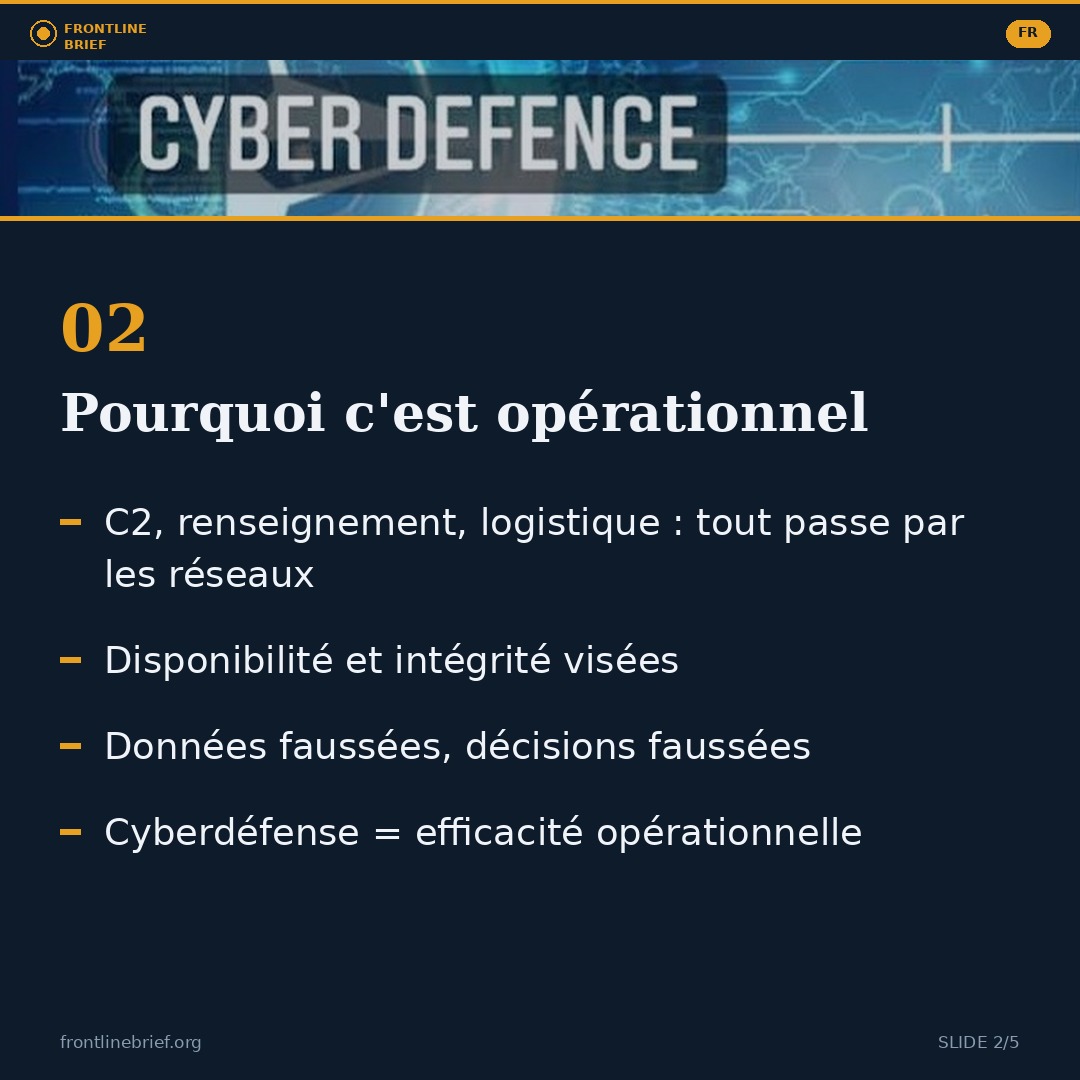 FRONTLINE
BRIEF
FR
CYBER DEFENCE
02
Pourquoi c'est opérationnel
C2, renseignement, logistique : tout passe par
les réseaux
Disponibilité et intégrité visées
Données faussées, décisions faussées
Cyberdéfense = efficacité opérationnelle
frontlinebrief.org
SLIDE 2/5